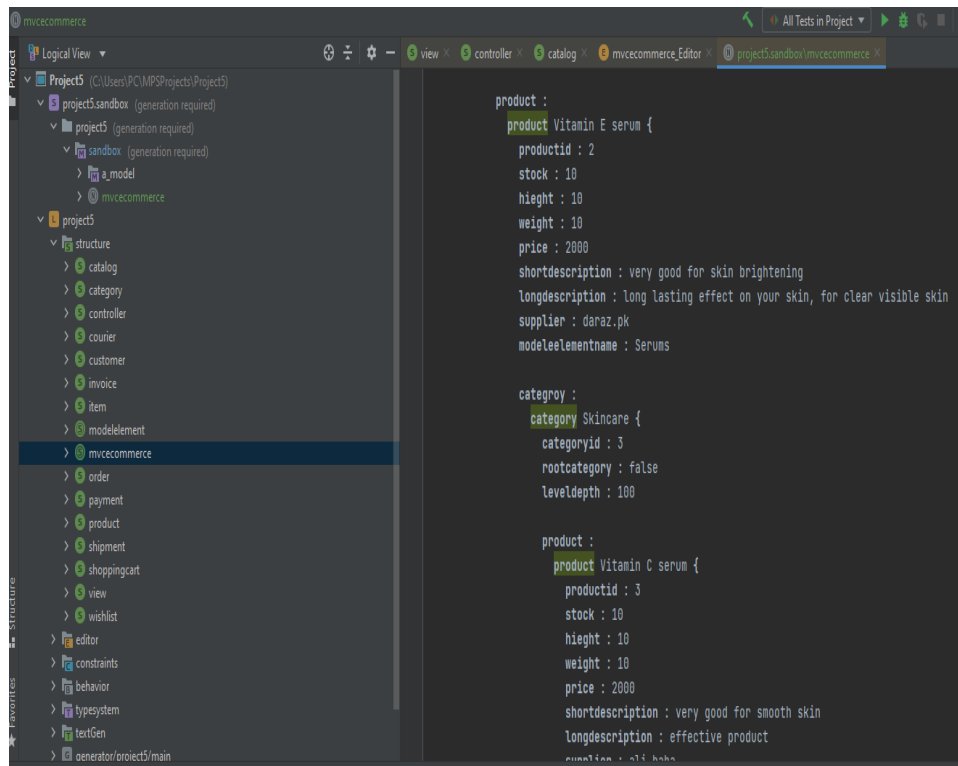 mvcecommerce
All Tests in Project
Project
Logical View
view
controller
catalog
mvcecommerce_Editor
project5.sandbox\mvcecommerce
Project5 (C:\Users\PC\MPSProjects\Project5)
project5.sandbox (generation required)
project5 (generation required)
sandbox (generation required)
a_model
mvcecommerce
project5
structure
catalog
category
controller
courier
customer
invoice
item
modelelement
mvcecommerce
order
payment
product
shipment
shoppingcart
view
wishlist
editor
constraints
behavior
typesystem
textGen
generator/project5/main
Structure
Favorites
product :
product Vitamin E serum {
productid : 2
stock : 10
hieght : 10
weight : 10
price : 2000
shortdescription : very good for skin brightening
longdescription : long lasting effect on your skin, for clear visible skin
supplier : daraz.pk
modeleelementname : Serums
categroy :
category Skincare {
categoryid : 3
rootcategory : false
leveldepth : 100
product :
product Vitamin C serum {
productid : 3
stock : 10
hieght : 10
weight : 10
price : 2000
shortdescription : very good for smooth skin
longdescription : effective product
supplier : ali baba